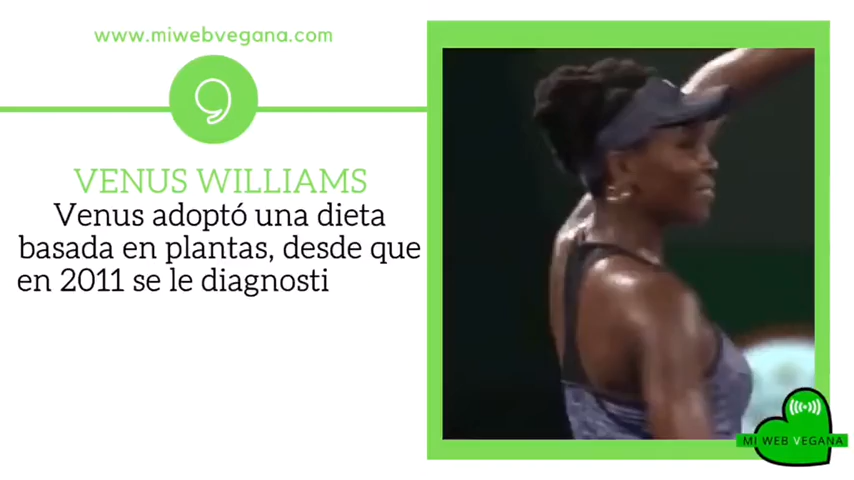 www.miwebvegana.com
9
VENUS WILLIAMS
Venus adoptó una dieta
basada en plantas, desde que
en 2011 se le diagnosti
MI WEB VEGANA